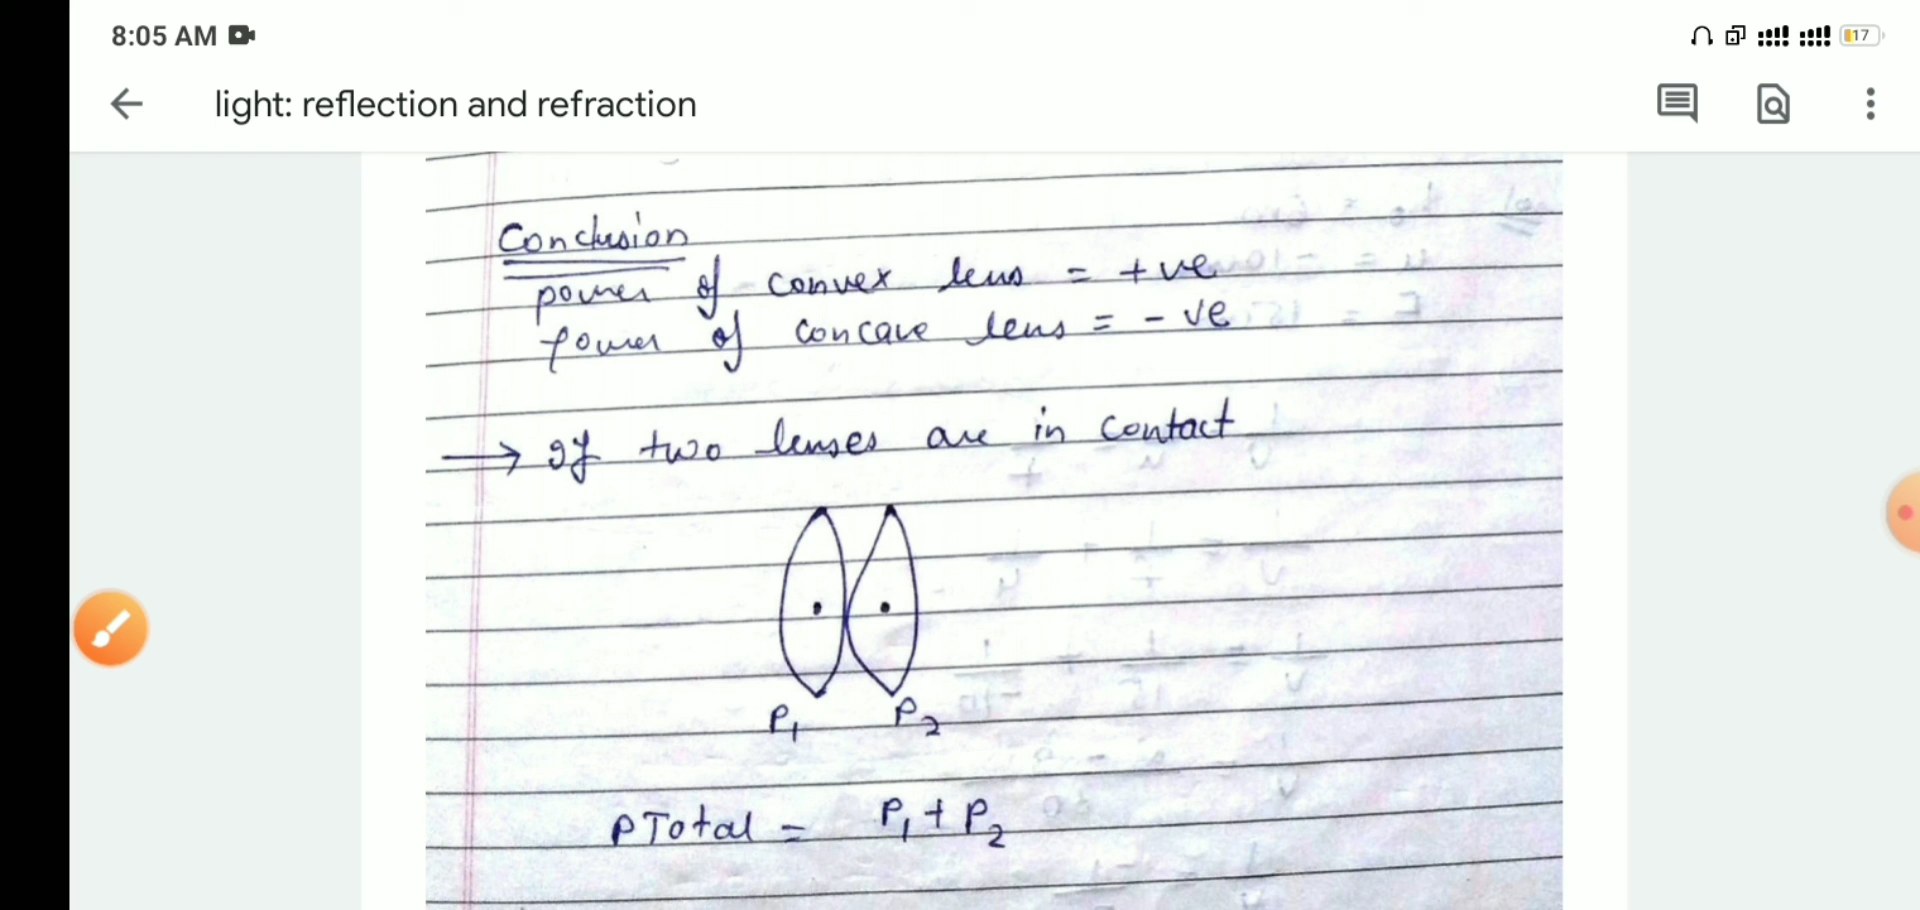 8:05 AM
17
light: reflection and refraction
Conclusion
power of convex lens = +ve
power of concave lens = - ve
→ If two lenses are in contact
P1 P2
PTotal = P1 + P2